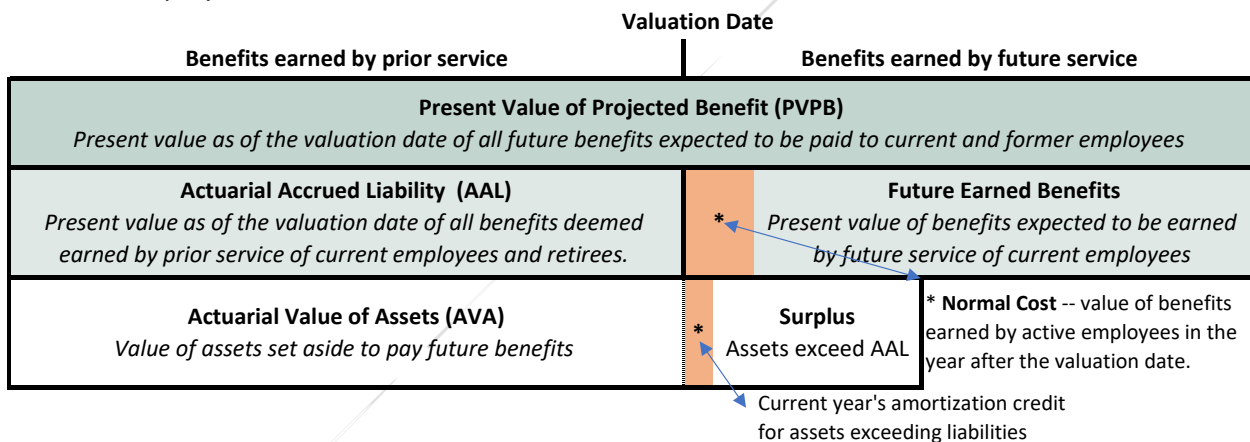 Valuation Date
Benefits earned by prior service
Benefits earned by future service
Present Value of Projected Benefit (PVPB)
Present value as of the valuation date of all future benefits expected to be paid to current and former employees
Actuarial Accrued Liability (AAL)
Present value as of the valuation date of all benefits deemed
earned by prior service of current employees and retirees.
*
Future Earned Benefits
Present value of benefits expected to be earned
by future service of current employees
Actuarial Value of Assets (AVA)
Value of assets set aside to pay future benefits
*
Surplus
Assets exceed AAL
* Normal Cost -- value of benefits
earned by active employees in the
year after the valuation date.
Current year's amortization credit
for assets exceeding liabilities